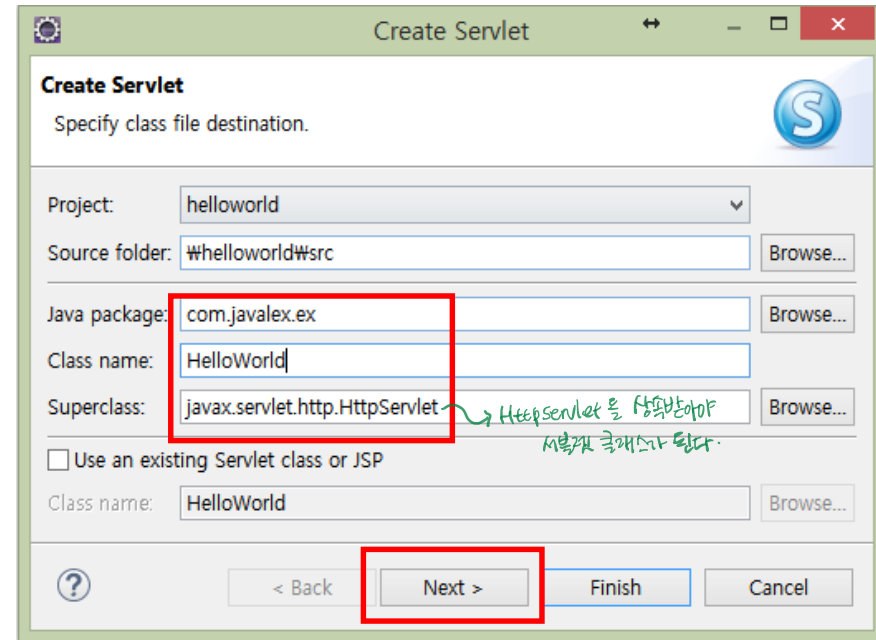 Create Servlet
Create Servlet
Specify class file destination.
Project: helloworld
Source folder: ₩helloworld₩src Browse...
Java package: com.javalex.ex Browse...
Class name: HelloWorld
Superclass: javax.servlet.http.HttpServlet Browse...
HttpServlet을 상속받아야
서블릿 클래스가 된다.
Use an existing Servlet class or JSP
Class name: HelloWorld Browse...
< Back Next > Finish Cancel